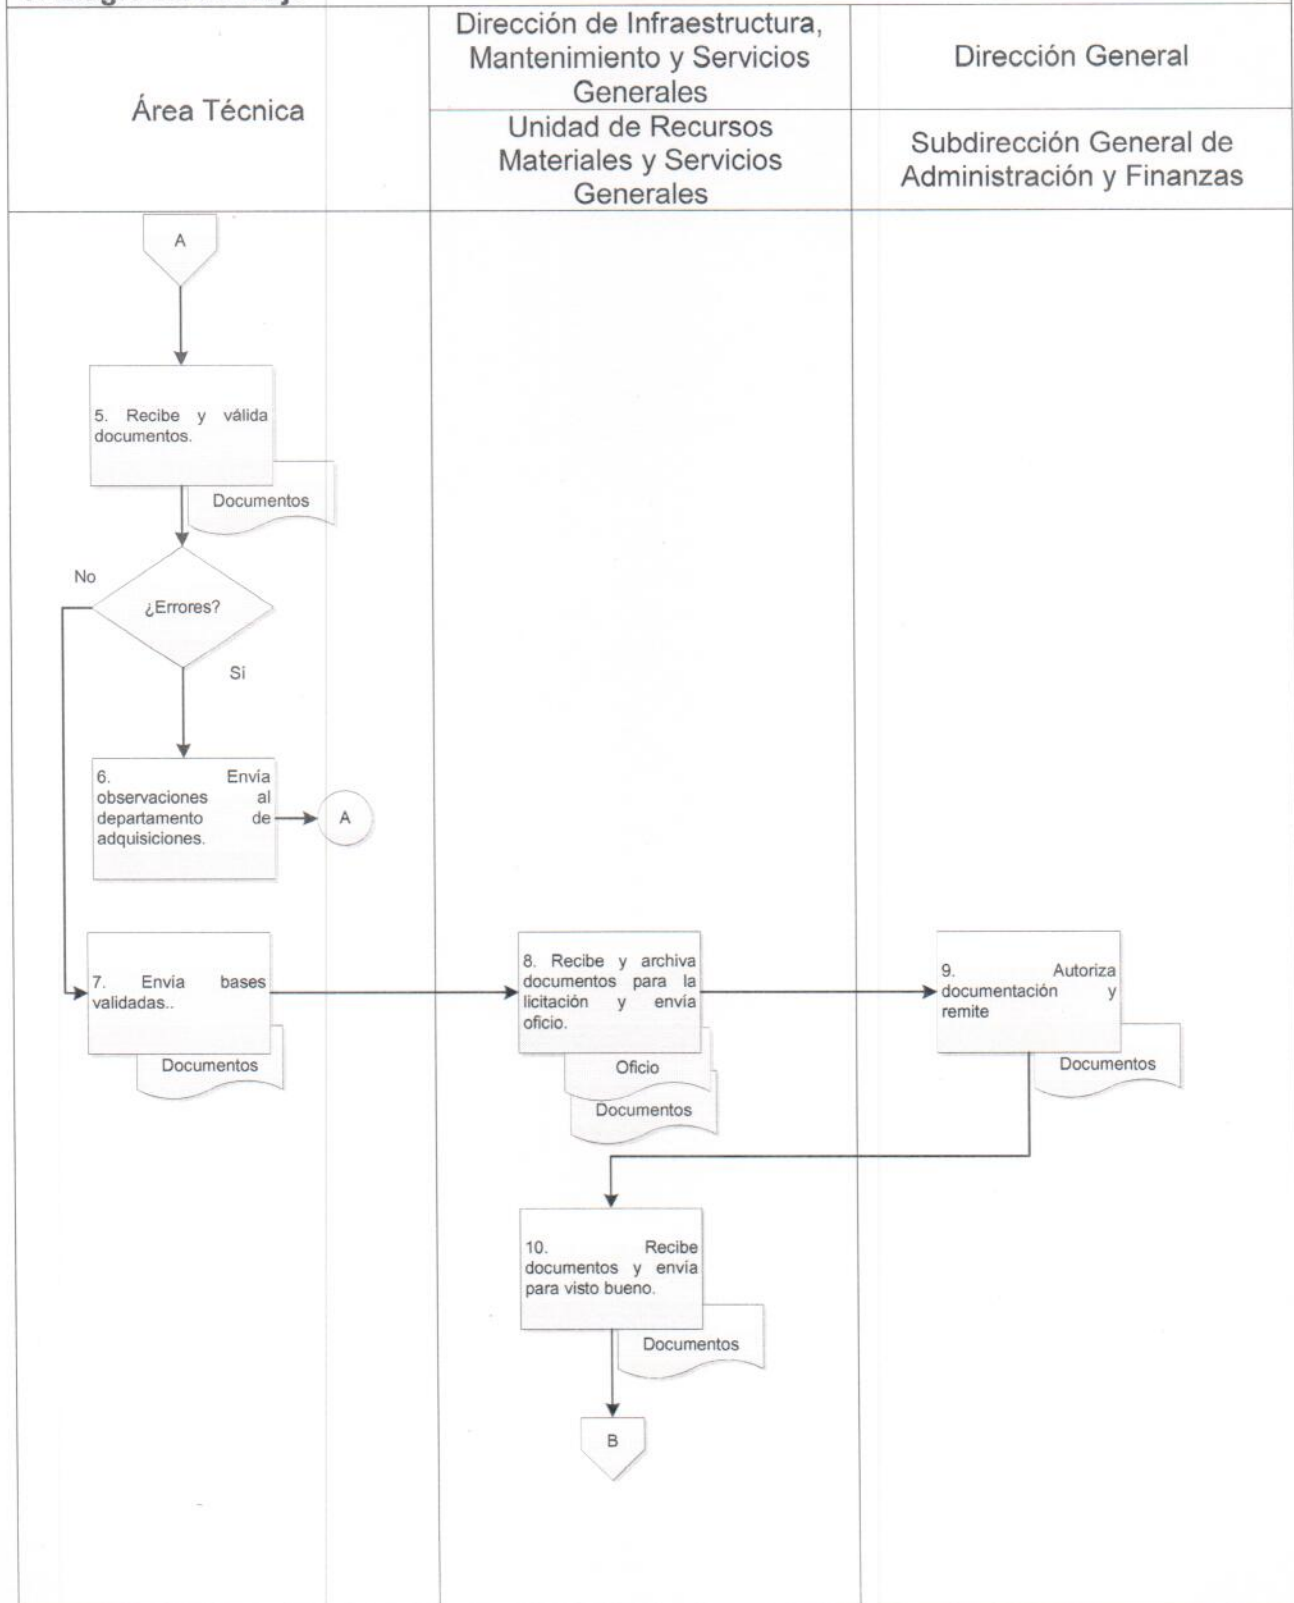 Área Técnica
Dirección de Infraestructura,
Mantenimiento y Servicios
Generales
Dirección General
Unidad de Recursos
Materiales y Servicios
Generales
Subdirección General de
Administración y Finanzas
A
5. Recibe y válida
documentos.
Documentos
No
¿Errores?
Si
6. Envía
observaciones al
departamento de
adquisiciones.
A
7. Envía bases
validadas..
Documentos
8. Recibe y archiva
documentos para la
licitación y envía
oficio.
Oficio
Documentos
9. Autoriza
documentación y
remite
Documentos
10. Recibe
documentos y envía
para visto bueno.
Documentos
B